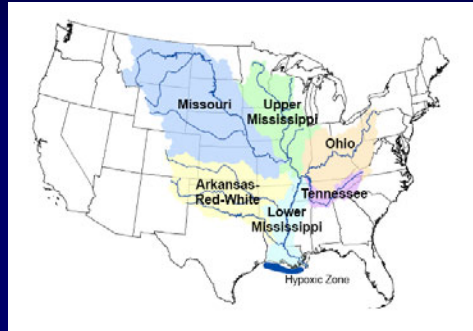 Missouri
Upper
Mississippi
Ohio
Arkansas-
Red-White
Tennessee
Lower
Mississippi
Hypoxic Zone